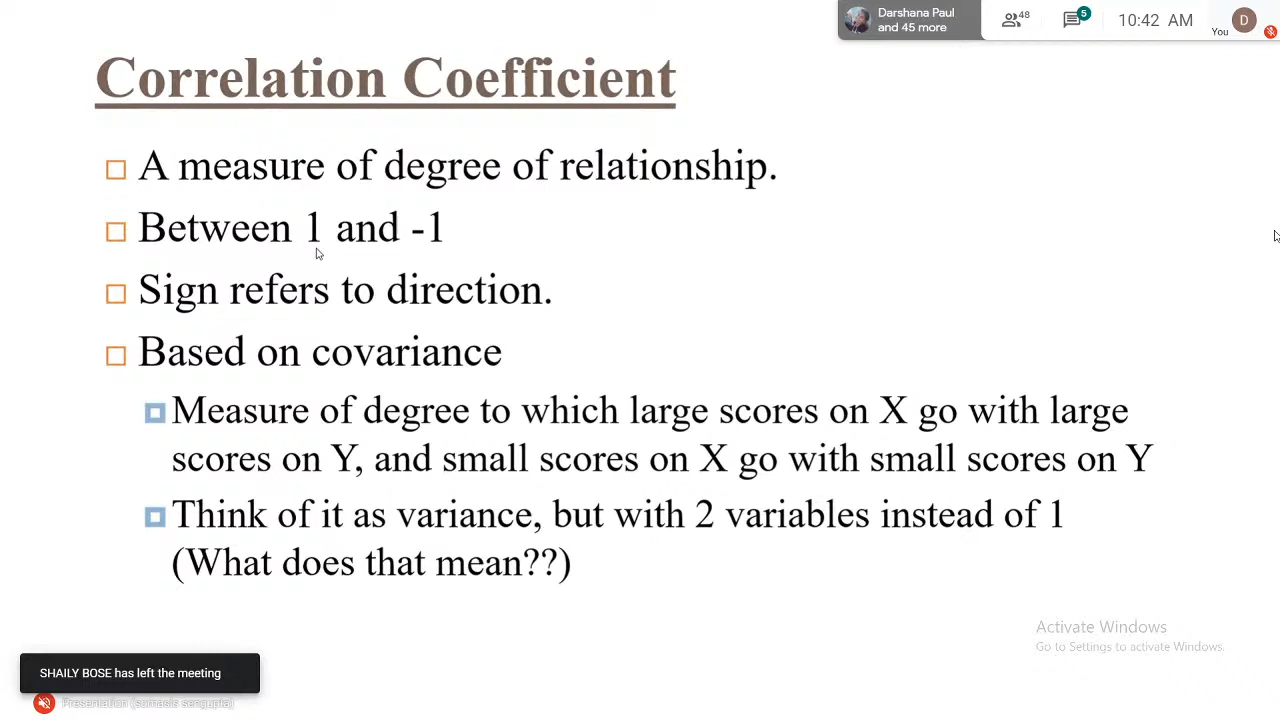 Darshana Paul
and 45 more
48
5
10:42 AM
You
D
Correlation Coefficient
A measure of degree of relationship.
Between 1 and -1
Sign refers to direction.
Based on covariance
Measure of degree to which large scores on X go with large
scores on Y, and small scores on X go with small scores on Y
Think of it as variance, but with 2 variables instead of 1
(What does that mean??)
Activate Windows
Go to Settings to activate Windows.
SHAILY BOSE has left the meeting
Presentation (sumasis sengupta)